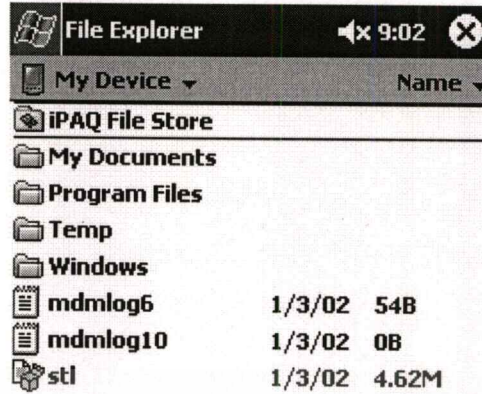 File Explorer 9:02
My Device Name
iPAQ File Store
My Documents
Program Files
Temp
Windows
mdmlog6 1/3/02 54B
mdmlog10 1/3/02 0B
stl 1/3/02 4.62M